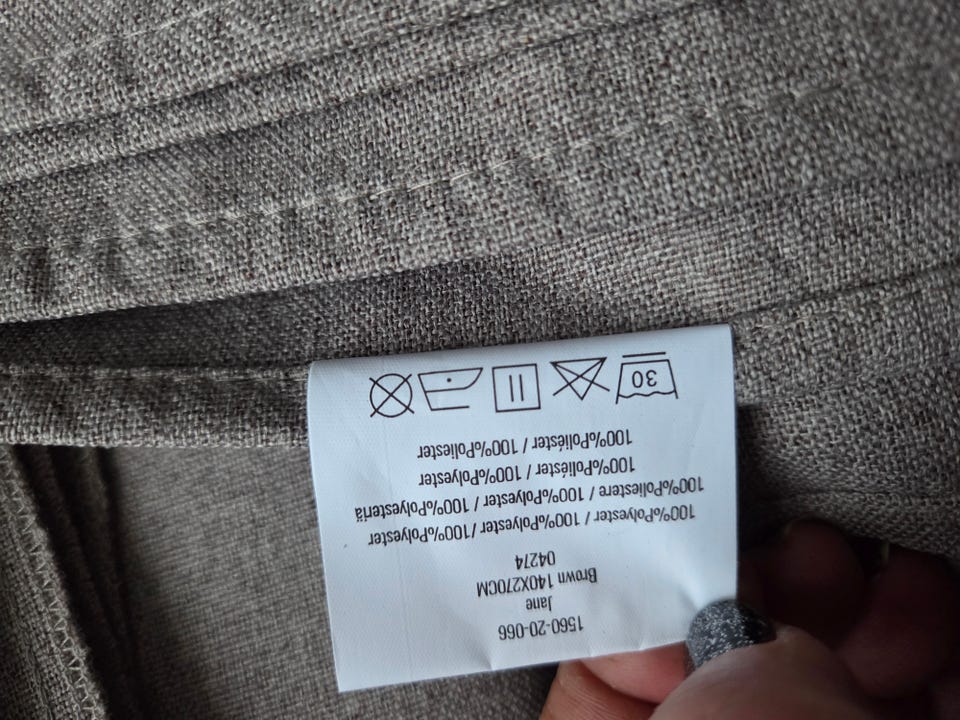 1560-20-066
Jane
Brown 140X270CM
04274
100%Polyester / 100%Polyester /100%Polyester
100%Poliestere / 100%Polyester / 100%Polyesteriä
100%Poliéster / 100%Polyester
100%Poliéster / 100%Poliester
30